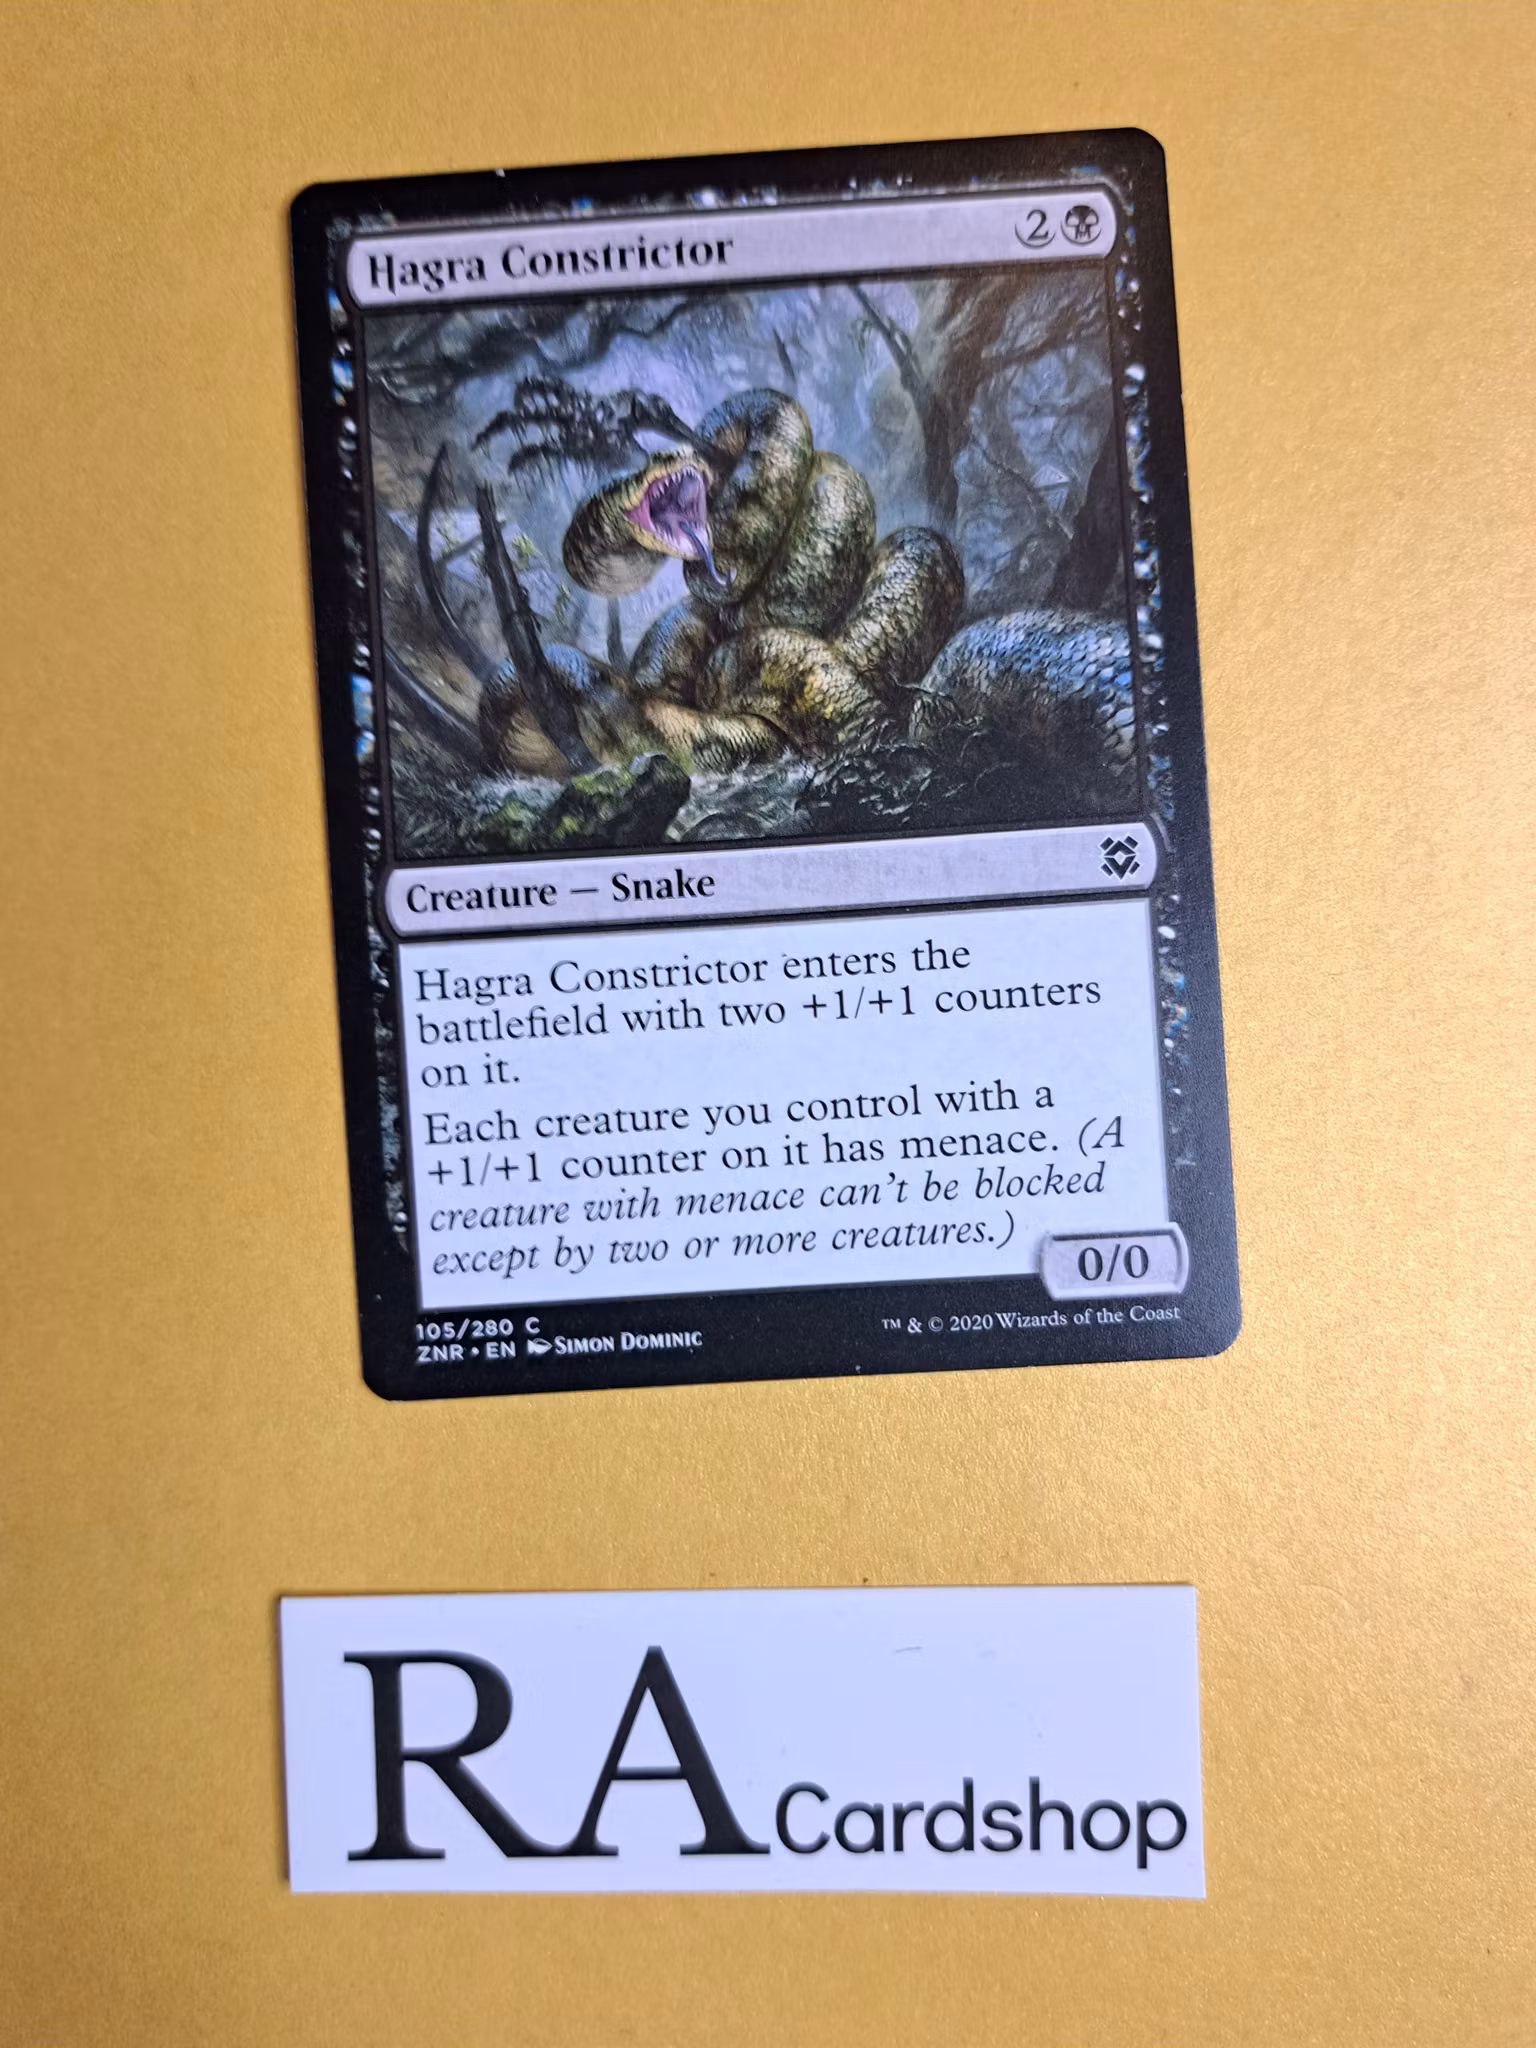 Hagra Constrictor 2
Creature — Snake
Hagra Constrictor enters the
battlefield with two +1/+1 counters
on it.
Each creature you control with a
+1/+1 counter on it has menace. (A
creature with menace can't be blocked
except by two or more creatures.)
0/0
105/280 C
ZNR • EN Simon Dominic
™ & © 2020 Wizards of the Coast
RA Cardshop